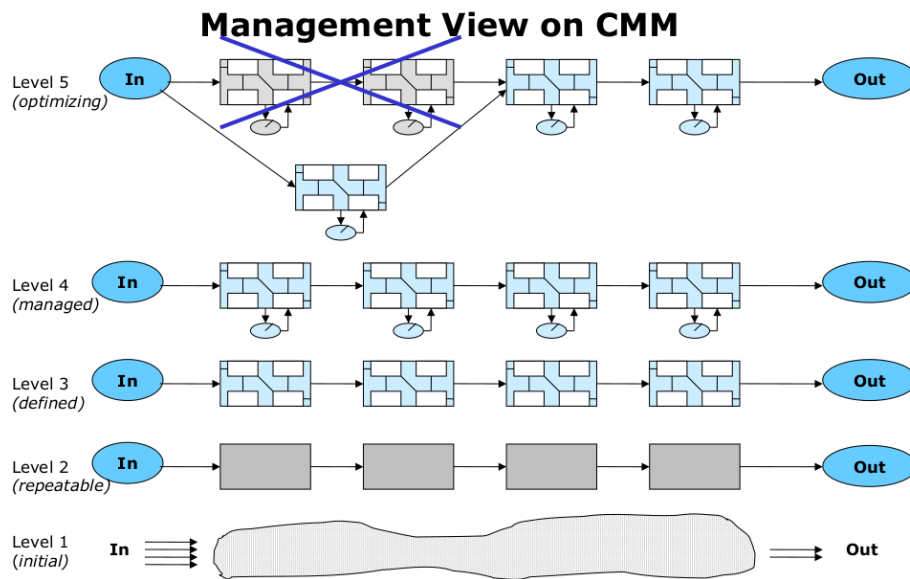 Management View on CMM
Level 5
(optimizing)
In
Out
Level 4
(managed)
In
Out
Level 3
(defined)
In
Out
Level 2
(repeatable)
In
Out
Level 1
(initial)
In
Out